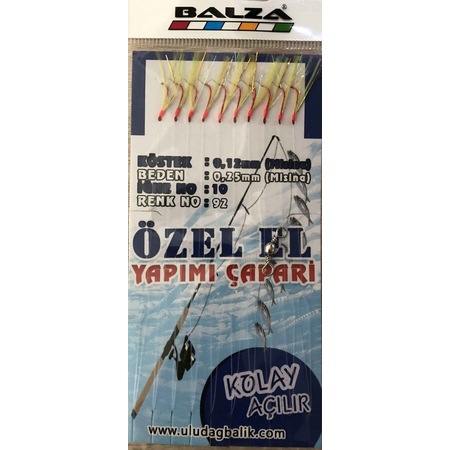 BALZA
KÖSTEK : 0,12mm (Misina)
BEDEN : 0,25mm (Misina)
İĞNE NO : 10
RENK NO : 92
ÖZEL EL
YAPIMI ÇAPARİ
KOLAY
AÇILIR
www.uludagbalik.com